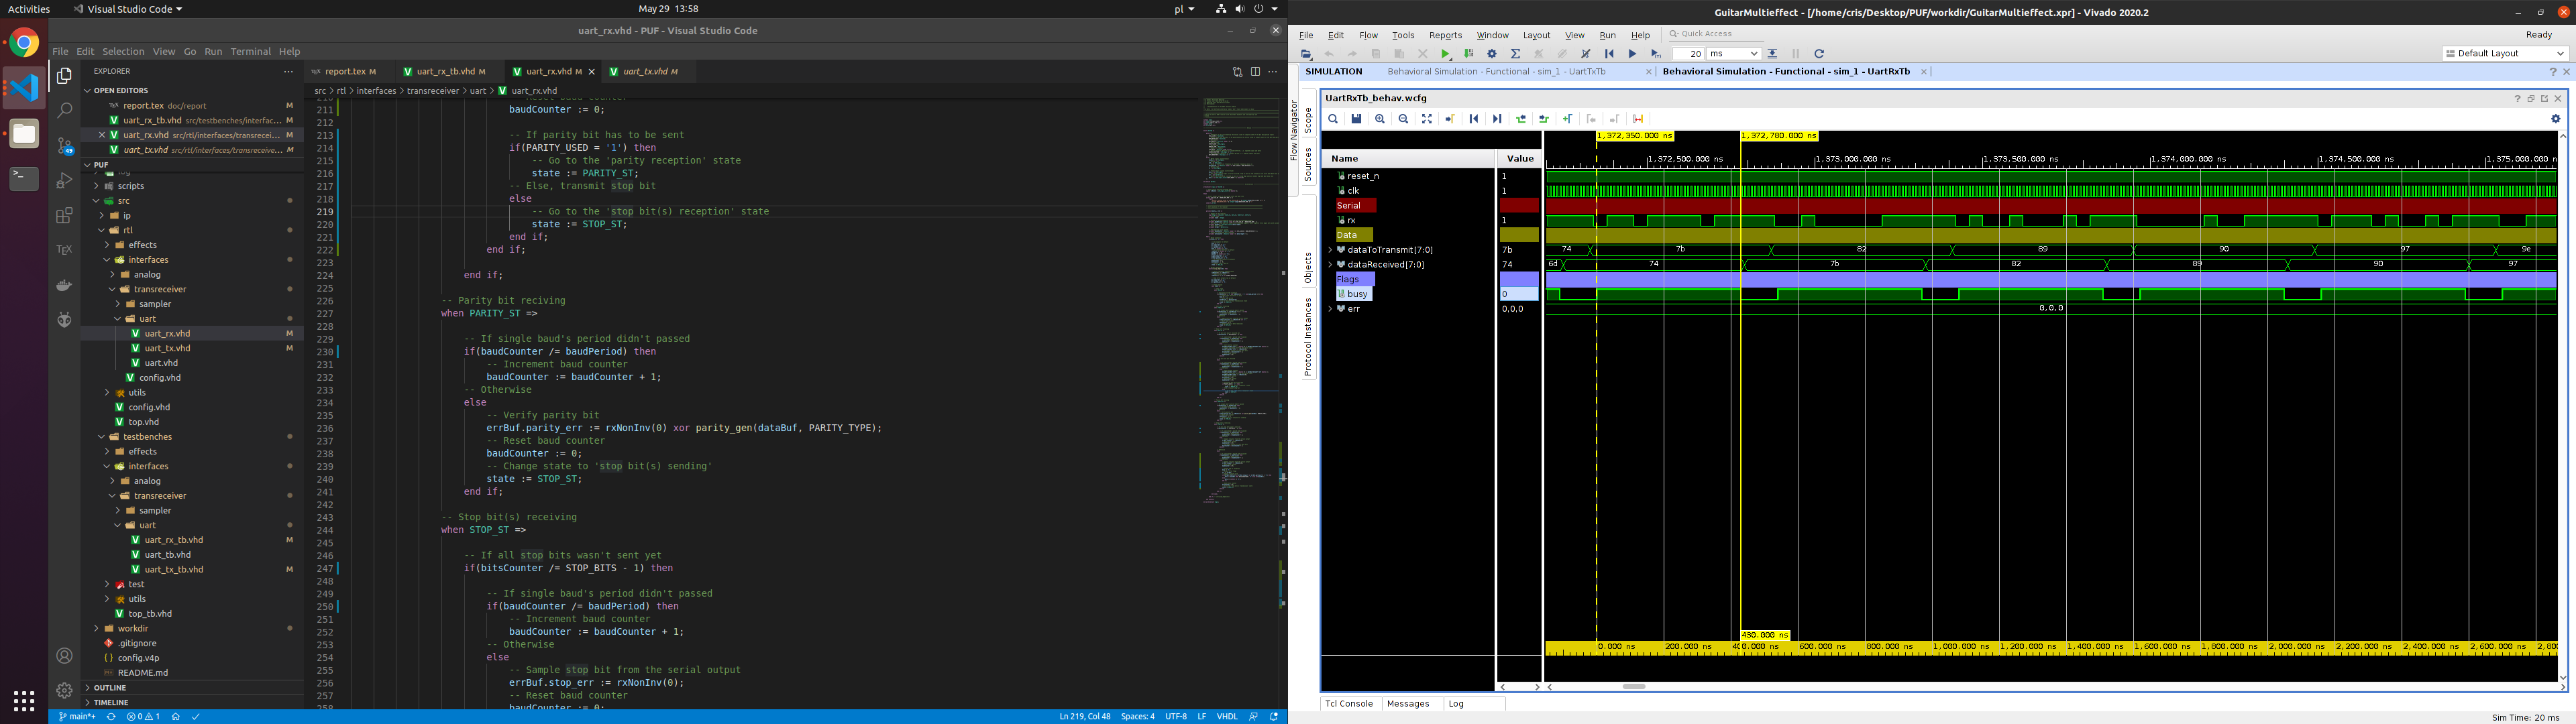 Activities
Visual Studio Code
May 29 13:58
pl
uart_rx.vhd - PUF - Visual Studio Code
File Edit Selection View Go Run Terminal Help
EXPLORER
OPEN EDITORS
report.tex doc/report M
uart_rx_tb.vhd src/testbenches/interfac... M
uart_rx.vhd src/rtl/interfaces/transrecei... M
uart_tx.vhd src/rtl/interfaces/transreceive... M
PUF
scripts
src
ip
rtl
effects
interfaces
analog
transreceiver
sampler
uart
uart_rx.vhd M
uart_tx.vhd M
uart.vhd
config.vhd
utils
config.vhd
top.vhd
testbenches
effects
interfaces
analog
transreceiver
sampler
uart
uart_rx_tb.vhd M
uart_tb.vhd
uart_tx_tb.vhd M
test
utils
top_tb.vhd
workdir
.gitignore
config.v4p
README.md
OUTLINE
TIMELINE
report.tex M uart_rx_tb.vhd M uart_rx.vhd M uart_tx.vhd M
src > rtl > interfaces > transreceiver > uart > uart_rx.vhd
211 baudCounter := 0;
212
213 -- If parity bit has to be sent
214 if(PARITY_USED = '1') then
215 -- Go to the 'parity reception' state
216 state := PARITY_ST;
217 -- Else, transmit stop bit
218 else
219 -- Go to the 'stop bit(s) reception' state
220 state := STOP_ST;
221 end if;
222 end if;
223
224 end if;
225
226 -- Parity bit reciving
227 when PARITY_ST =>
228
229 -- If single baud's period didn't passed
230 if(baudCounter /= baudPeriod) then
231 -- Increment baud counter
232 baudCounter := baudCounter + 1;
233 -- Otherwise
234 else
235 -- Verify parity bit
236 errBuf.parity_err := rxNonInv(0) xor parity_gen(dataBuf, PARITY_TYPE);
237 -- Reset baud counter
238 baudCounter := 0;
239 -- Change state to 'stop bit(s) sending'
240 state := STOP_ST;
241 end if;
242
243 -- Stop bit(s) receiving
244 when STOP_ST =>
245
246 -- If all stop bits wasn't sent yet
247 if(bitsCounter /= STOP_BITS - 1) then
248
249 -- If single baud's period didn't passed
250 if(baudCounter /= baudPeriod) then
251 -- Increment baud counter
252 baudCounter := baudCounter + 1;
253 -- Otherwise
254 else
255 -- Sample stop bit from the serial output
256 errBuf.stop_err := rxNonInv(0);
257 -- Reset baud counter
258 baudCounter := 0;
main*+ 0 1
Ln 219, Col 48 Spaces: 4 UTF-8 LF VHDL
GuitarMultieffect - [/home/cris/Desktop/PUF/workdir/GuitarMultieffect.xpr] - Vivado 2020.2
File Edit Flow Tools Reports Window Layout View Run Help Quick Access
Ready
20 ms
Default Layout
SIMULATION Behavioral Simulation - Functional - sim_1 - UartTxTb Behavioral Simulation - Functional - sim_1 - UartRxTb
Flow Navigator
Scope
Sources
Objects
Protocol Instances
UartRxTb_behav.wcfg
1,372,350.000 ns 1,372,780.000 ns
Name Value
1,372,500.000 ns 1,373,000.000 ns 1,373,500.000 ns 1,374,000.000 ns 1,374,500.000 ns 1,375,000.000 n
reset_n 1
clk 1
Serial
rx 1
Data
dataToTransmit[7:0] 7b 74 7b 82 89 90 97 9e
dataReceived[7:0] 74 6d 74 7b 82 89 90 97
Flags
busy 0
err 0,0,0 0,0,0
430.000 ns
0.000 ns 200.000 ns 600.000 ns 800.000 ns 1,000.000 ns 1,200.000 ns 1,400.000 ns 1,600.000 ns 1,800.000 ns 2,000.000 ns 2,200.000 ns 2,400.000 ns 2,600.000 ns 2,800
Tcl Console Messages Log
Sim Time: 20 ms